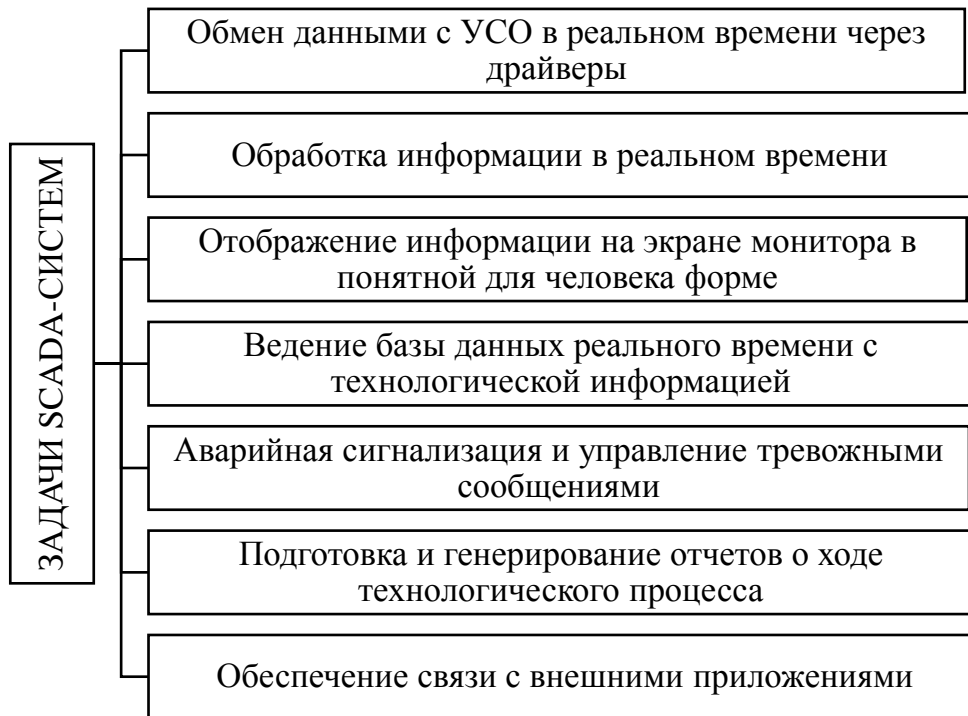 ЗАДАЧИ SCADA-СИСТЕМ
Обмен данными с УСО в реальном времени через
драйверы
Обработка информации в реальном времени
Отображение информации на экране монитора в
понятной для человека форме
Ведение базы данных реального времени с
технологической информацией
Аварийная сигнализация и управление тревожными
сообщениями
Подготовка и генерирование отчетов о ходе
технологического процесса
Обеспечение связи с внешними приложениями